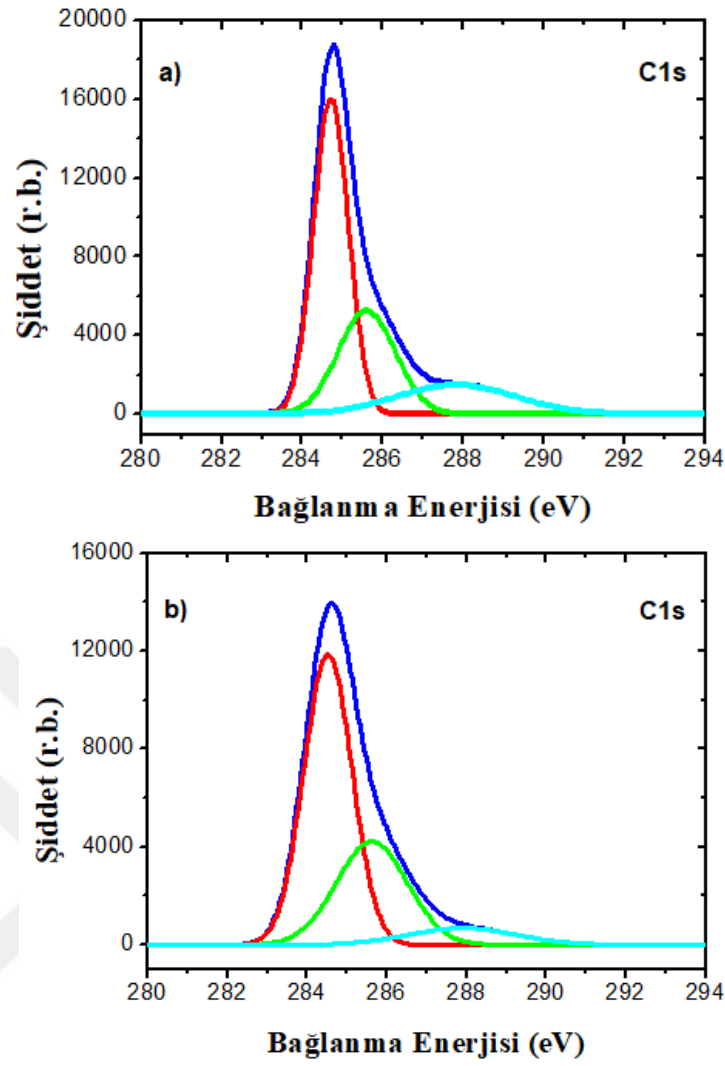 20000
a)
C1s
16000
12000
8000
4000
0
Şiddet (r.b.)
280 282 284 286 288 290 292 294
Bağlanma Enerjisi (eV)
16000
b)
C1s
12000
8000
4000
0
Şiddet (r.b.)
280 282 284 286 288 290 292 294
Bağlanma Enerjisi (eV)